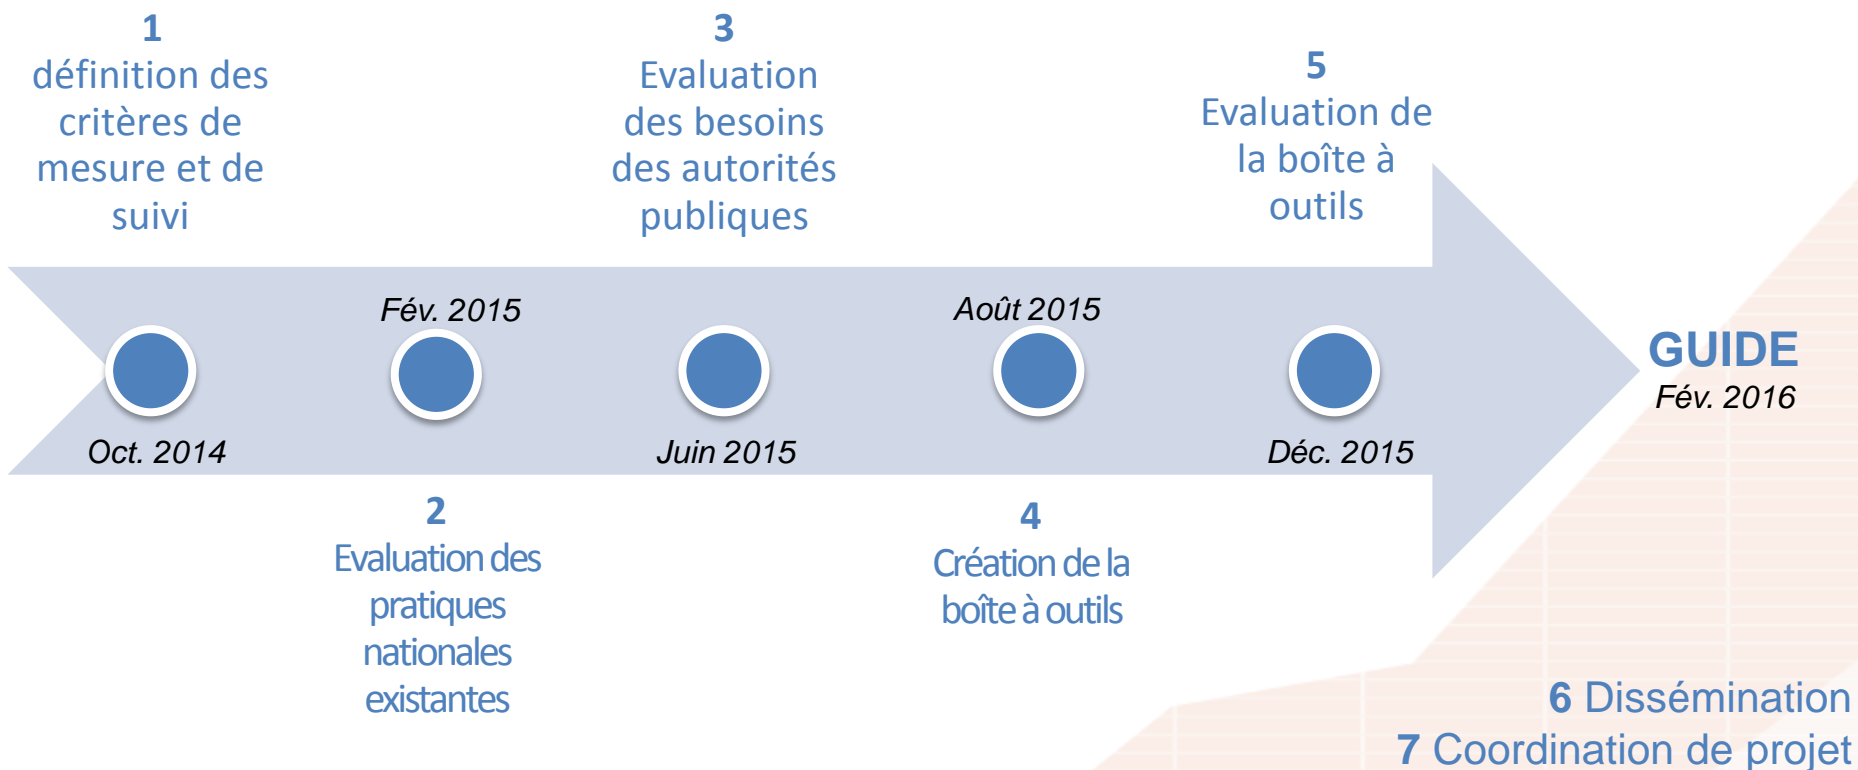 1
définition des
critères de
mesure et de
suivi
3
Evaluation
des besoins
des autorités
publiques
5
Evaluation de
la boîte à
outils
Fév. 2015
Août 2015
Oct. 2014
Juin 2015
Déc. 2015
GUIDE
Fév. 2016
2
Evaluation des
pratiques
nationales
existantes
4
Création de la
boîte à outils
6 Dissémination
7 Coordination de projet